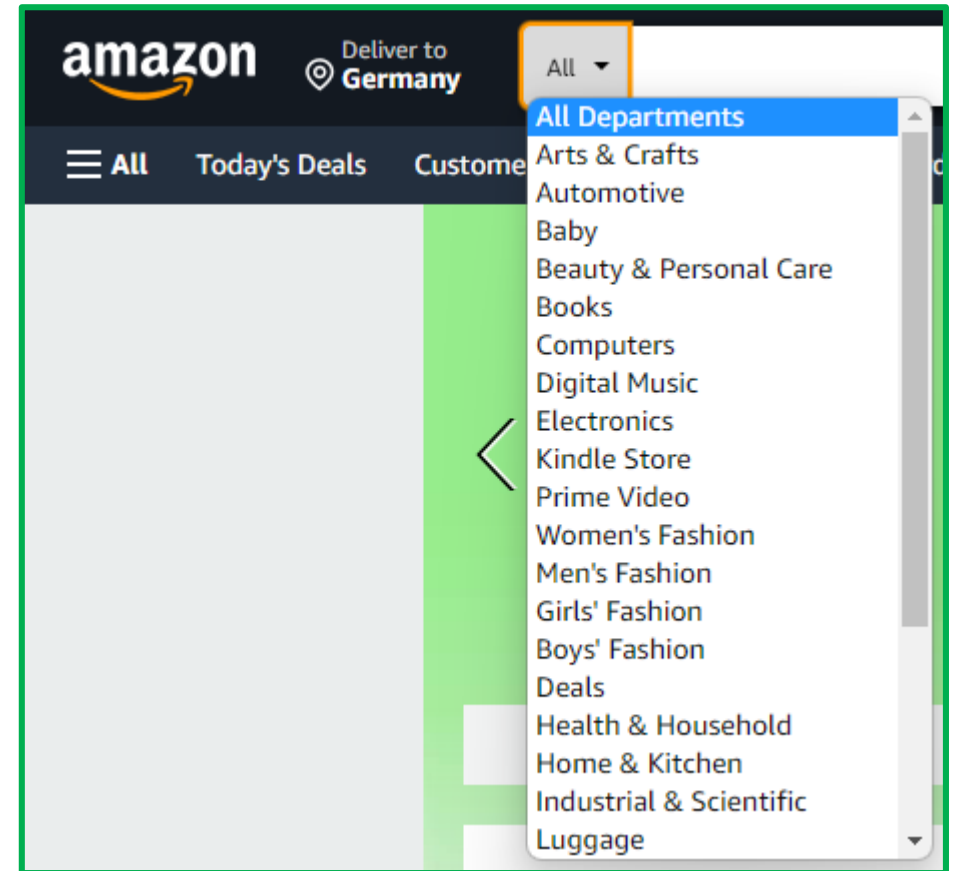 amazon
Deliver to
Germany
All
All
Today's Deals
Custome
All Departments
Arts & Crafts
Automotive
Baby
Beauty & Personal Care
Books
Computers
Digital Music
Electronics
Kindle Store
Prime Video
Women's Fashion
Men's Fashion
Girls' Fashion
Boys' Fashion
Deals
Health & Household
Home & Kitchen
Industrial & Scientific
Luggage